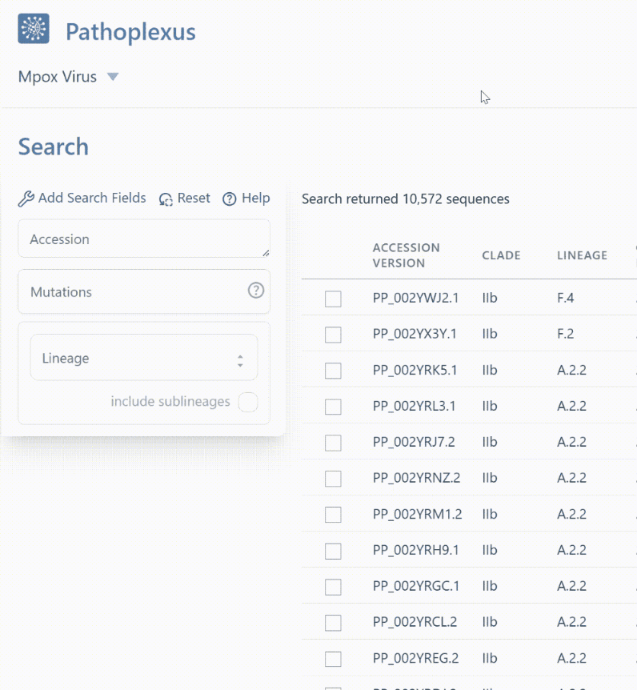 Pathoplexus
Mpox Virus
Search
Add Search Fields Reset Help
Accession
Mutations ?
Lineage
include sublineages
Search returned 10,572 sequences
ACCESSION VERSION CLADE LINEAGE
PP_002YWJ2.1 IIb F.4
PP_002YX3Y.1 IIb F.2
PP_002YRK5.1 IIb A.2.2
PP_002YRL3.1 IIb A.2.2
PP_002YRJ7.2 IIb A.2.2
PP_002YRNZ.2 IIb A.2.2
PP_002YRM1.2 IIb A.2.2
PP_002YRH9.1 IIb A.2.2
PP_002YRGC.1 IIb A.2.2
PP_002YRCL.2 IIb A.2.2
PP_002YREG.2 IIb A.2.2